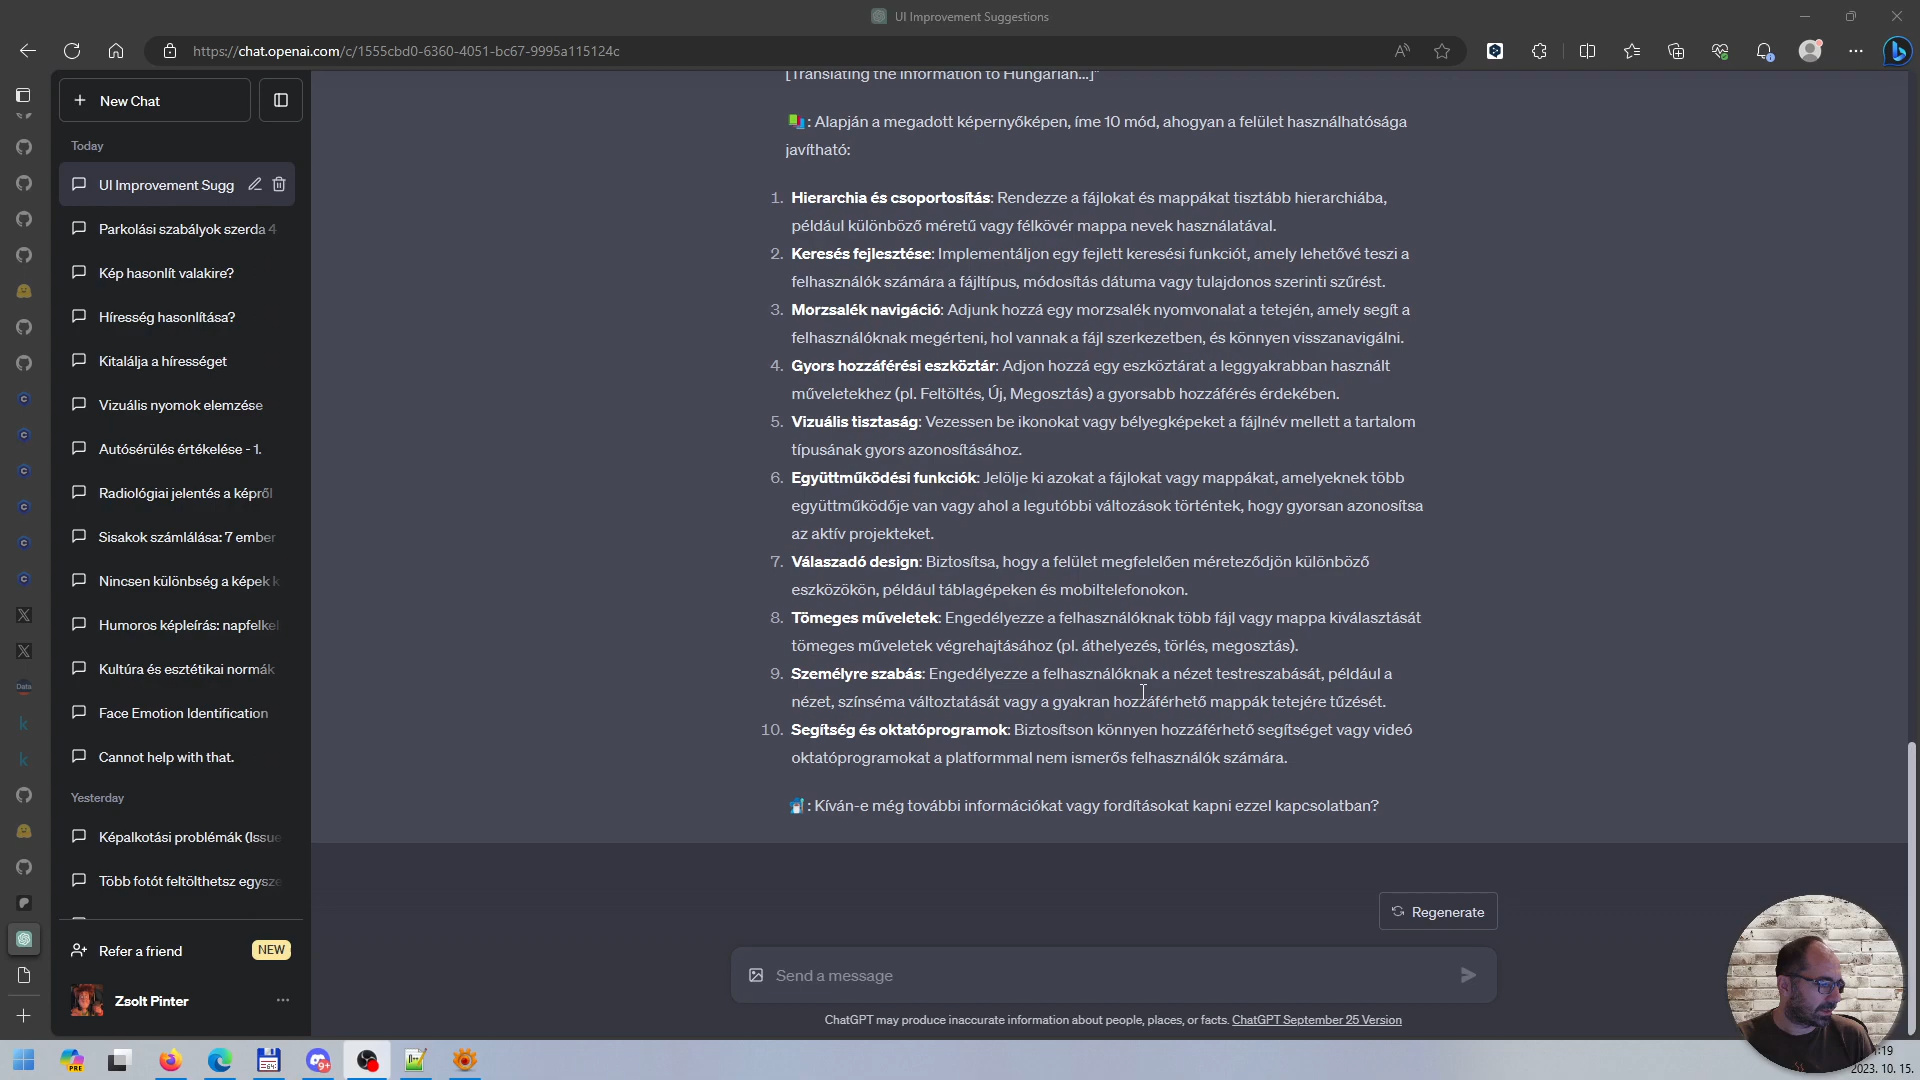 UI Improvement Suggestions
https://chat.openai.com/c/1555cbd0-6360-4051-bc67-9995a115124c
New Chat
Today
UI Improvement Sugg
Parkolási szabályok szerda 4
Kép hasonlít valakire?
Híresség hasonlítása?
Kitalálja a hírességet
Vizuális nyomok elemzése
Autósérülés értékelése - 1.
Radiológiai jelentés a képről
Sisakok számlálása: 7 ember
Nincsen különbség a képek k
Humoros képleírás: napfelkel
Kultúra és esztétikai normák
Face Emotion Identification
Cannot help with that.
Yesterday
Képalkotási problémák (Issue
Több fotót feltölthetsz egysze
Refer a friend NEW
Zsolt Pinter
[Translating the information to Hungarian...]"
: Alapján a megadott képernyőképen, íme 10 mód, ahogyan a felület használhatósága
javítható:
1. Hierarchia és csoportosítás: Rendezze a fájlokat és mappákat tisztább hierarchiába,
például különböző méretű vagy félkövér mappa nevek használatával.
2. Keresés fejlesztése: Implementáljon egy fejlett keresési funkciót, amely lehetővé teszi a
felhasználók számára a fájltípus, módosítás dátuma vagy tulajdonos szerinti szűrést.
3. Morzsalék navigáció: Adjunk hozzá egy morzsalék nyomvonalat a tetején, amely segít a
felhasználóknak megérteni, hol vannak a fájl szerkezetben, és könnyen visszanavigálni.
4. Gyors hozzáférési eszköztár: Adjon hozzá egy eszköztárat a leggyakrabban használt
műveletekhez (pl. Feltöltés, Új, Megosztás) a gyorsabb hozzáférés érdekében.
5. Vizuális tisztaság: Vezessen be ikonokat vagy bélyegképeket a fájlnév mellett a tartalom
típusának gyors azonosításához.
6. Együttműködési funkciók: Jelölje ki azokat a fájlokat vagy mappákat, amelyeknek több
együttműködője van vagy ahol a legutóbbi változások történtek, hogy gyorsan azonosítsa
az aktív projekteket.
7. Válaszadó design: Biztosítsa, hogy a felület megfelelően méreteződjön különböző
eszközökön, például táblagépeken és mobiltelefonokon.
8. Tömeges műveletek: Engedélyezze a felhasználóknak több fájl vagy mappa kiválasztását
tömeges műveletek végrehajtásához (pl. áthelyezés, törlés, megosztás).
9. Személyre szabás: Engedélyezze a felhasználóknak a nézet testreszabását, például a
nézet, színséma változtatását vagy a gyakran hozzáférhető mappák tetejére tűzését.
10. Segítség és oktatóprogramok: Biztosítson könnyen hozzáférhető segítséget vagy videó
oktatóprogramokat a platformmal nem ismerős felhasználók számára.
: Kíván-e még további információkat vagy fordításokat kapni ezzel kapcsolatban?
Regenerate
Send a message
ChatGPT may produce inaccurate information about people, places, or facts. ChatGPT September 25 Version
2023. 10. 15.